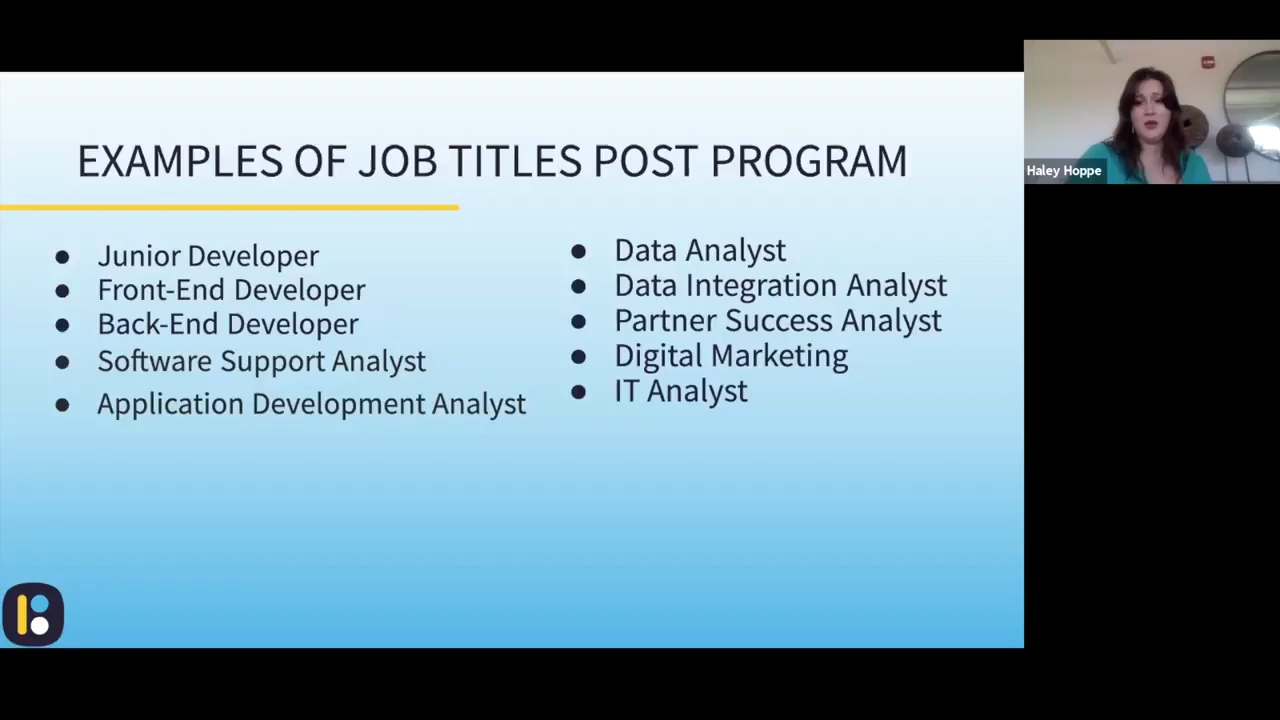 EXAMPLES OF JOB TITLES POST PROGRAM
● Junior Developer
● Front-End Developer
● Back-End Developer
● Software Support Analyst
● Application Development Analyst
● Data Analyst
● Data Integration Analyst
● Partner Success Analyst
● Digital Marketing
● IT Analyst
Haley Hoppe